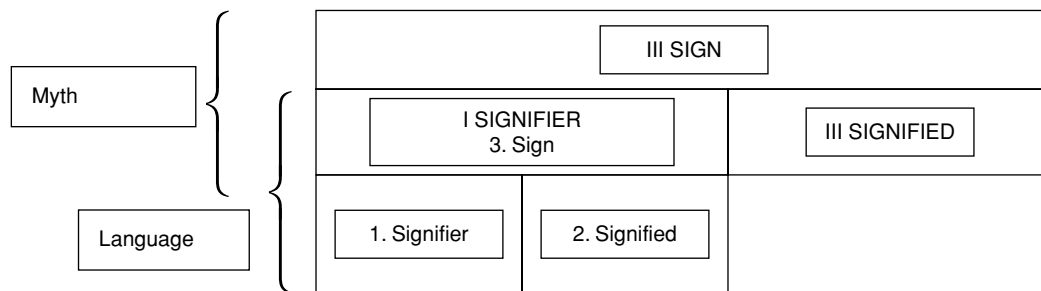 III SIGN
Myth
I SIGNIFIER
3. Sign
III SIGNIFIED
Language
1. Signifier
2. Signified